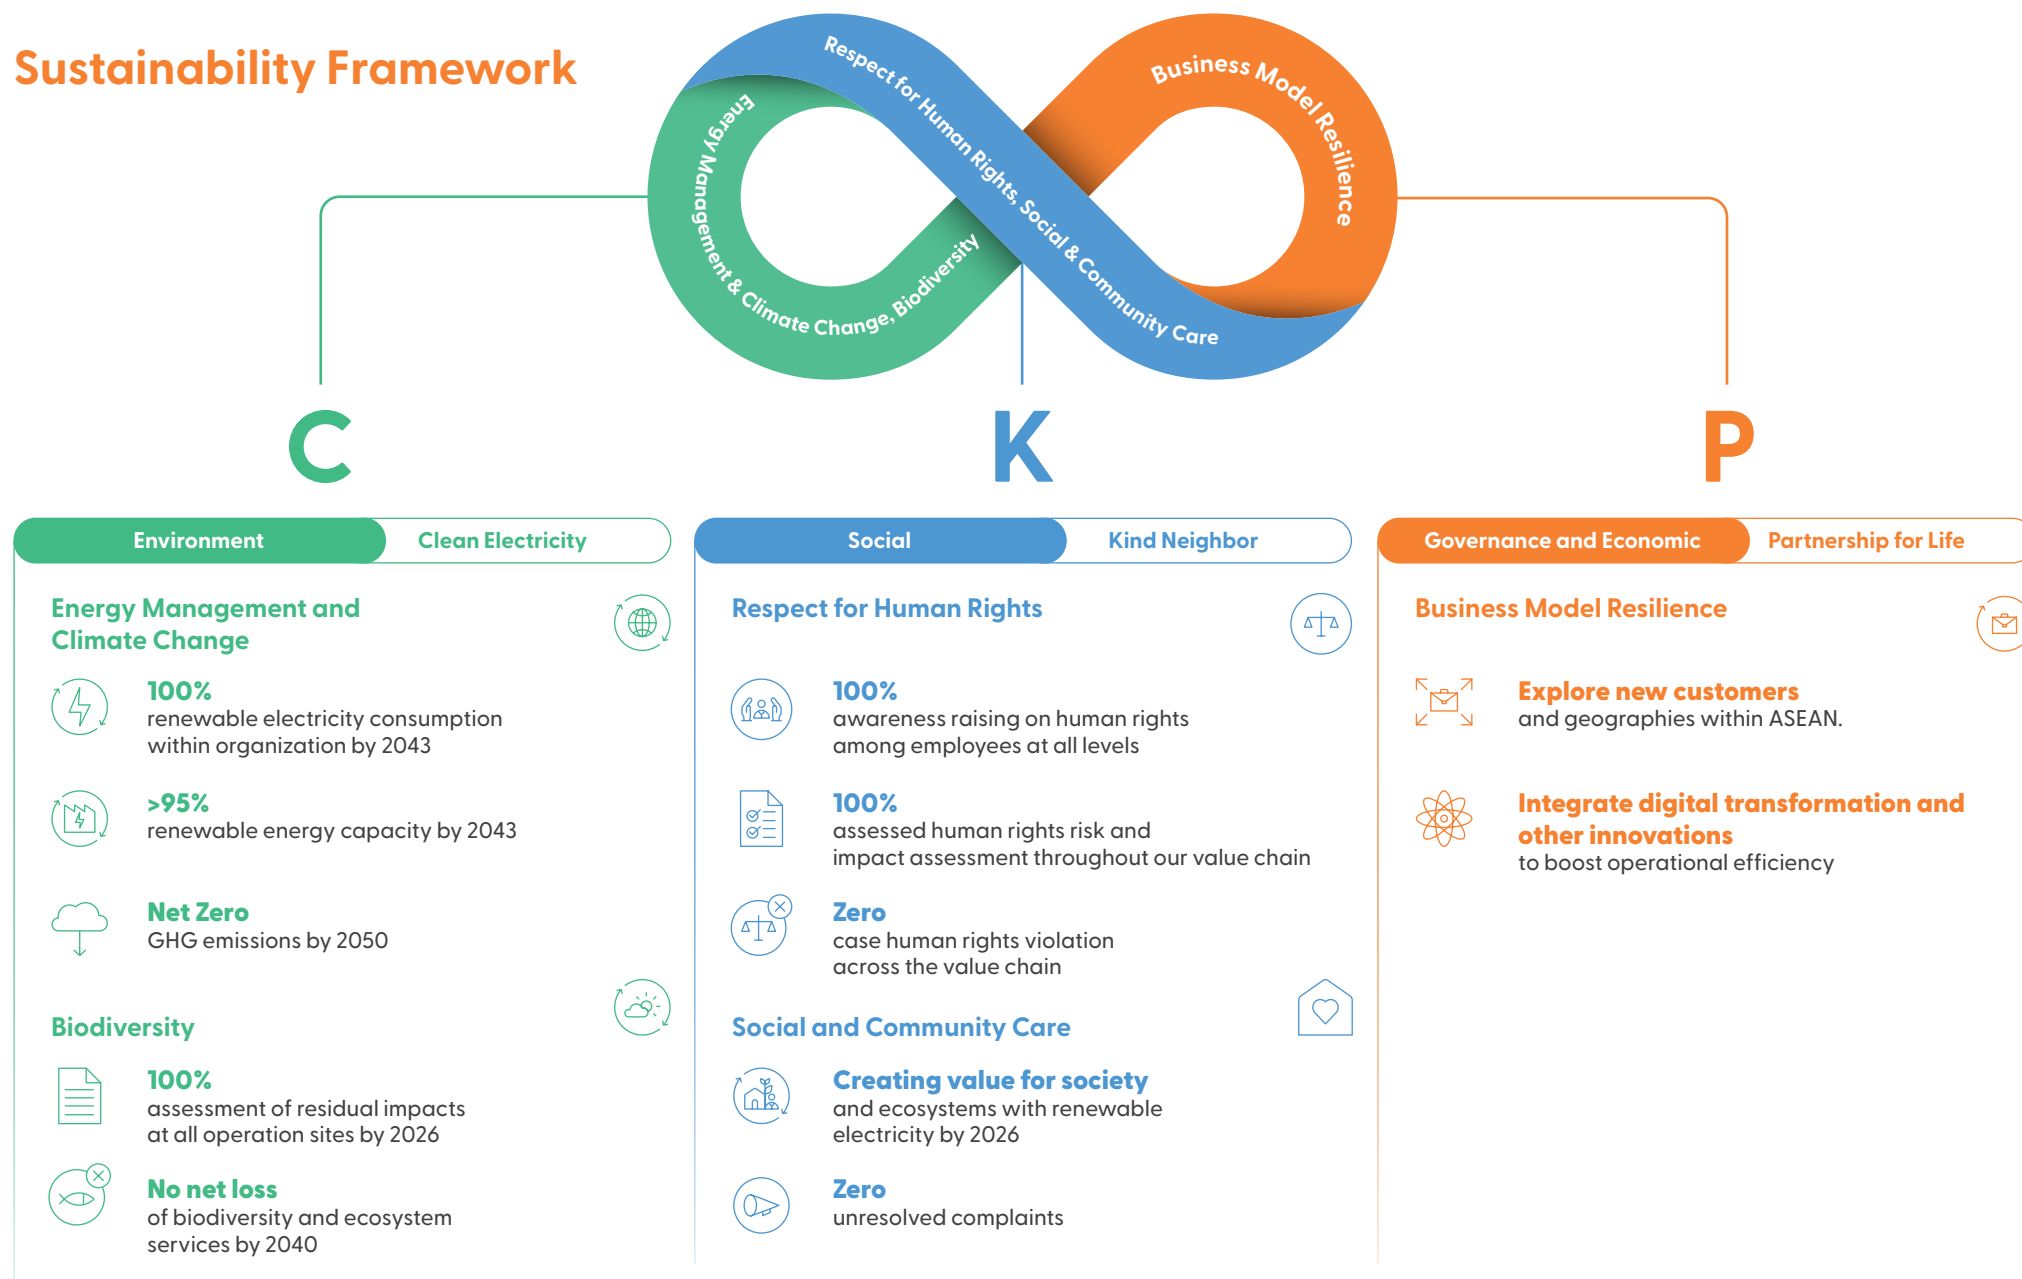 Sustainability Framework
Energy Management & Climate Change, Biodiversity
Respect for Human Rights, Social & Community Care
Business Model Resilience
C
K
P
Environment
Clean Electricity
Energy Management and
Climate Change
100%
renewable electricity consumption
within organization by 2043
>95%
renewable energy capacity by 2043
Net Zero
GHG emissions by 2050
Biodiversity
100%
assessment of residual impacts
at all operation sites by 2026
No net loss
of biodiversity and ecosystem
services by 2040
Social
Kind Neighbor
Respect for Human Rights
100%
awareness raising on human rights
among employees at all levels
100%
assessed human rights risk and
impact assessment throughout our value chain
Zero
case human rights violation
across the value chain
Social and Community Care
Creating value for society
and ecosystems with renewable
electricity by 2026
Zero
unresolved complaints
Governance and Economic
Partnership for Life
Business Model Resilience
Explore new customers
and geographies within ASEAN.
Integrate digital transformation and
other innovations
to boost operational efficiency